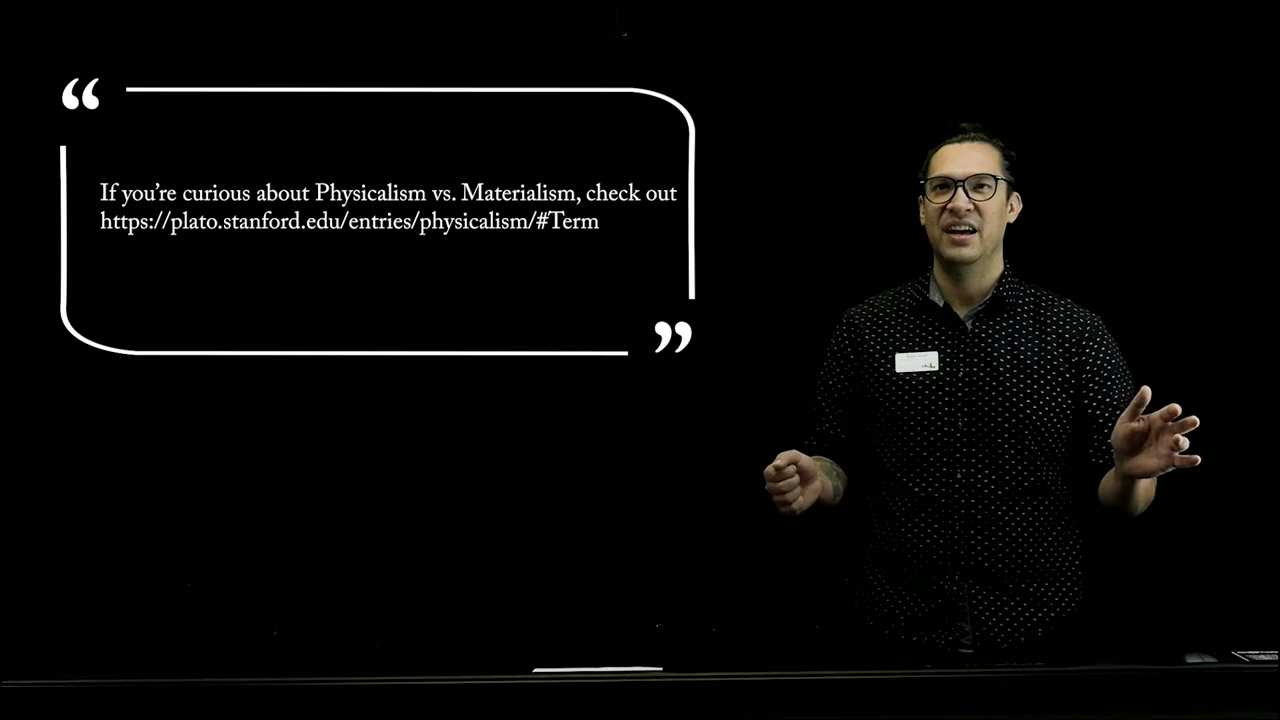 “
If you’re curious about Physicalism vs. Materialism, check out
https://plato.stanford.edu/entries/physicalism/#Term
”